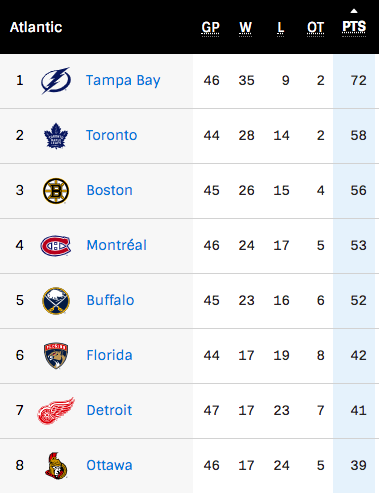 Atlantic GP W L OT PTS
1 Tampa Bay 46 35 9 2 72
2 Toronto 44 28 14 2 58
3 Boston 45 26 15 4 56
4 Montréal 46 24 17 5 53
5 Buffalo 45 23 16 6 52
6 Florida 44 17 19 8 42
7 Detroit 47 17 23 7 41
8 Ottawa 46 17 24 5 39